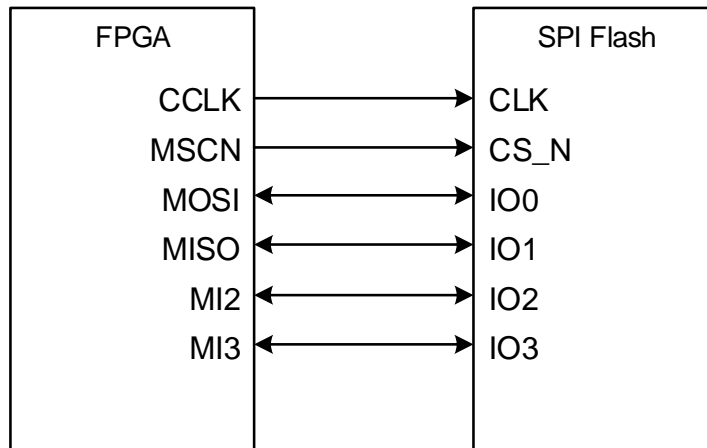 FPGA
SPI Flash
CCLK
CLK
MSCN
CS_N
MOSI
IO0
MISO
IO1
MI2
IO2
MI3
IO3